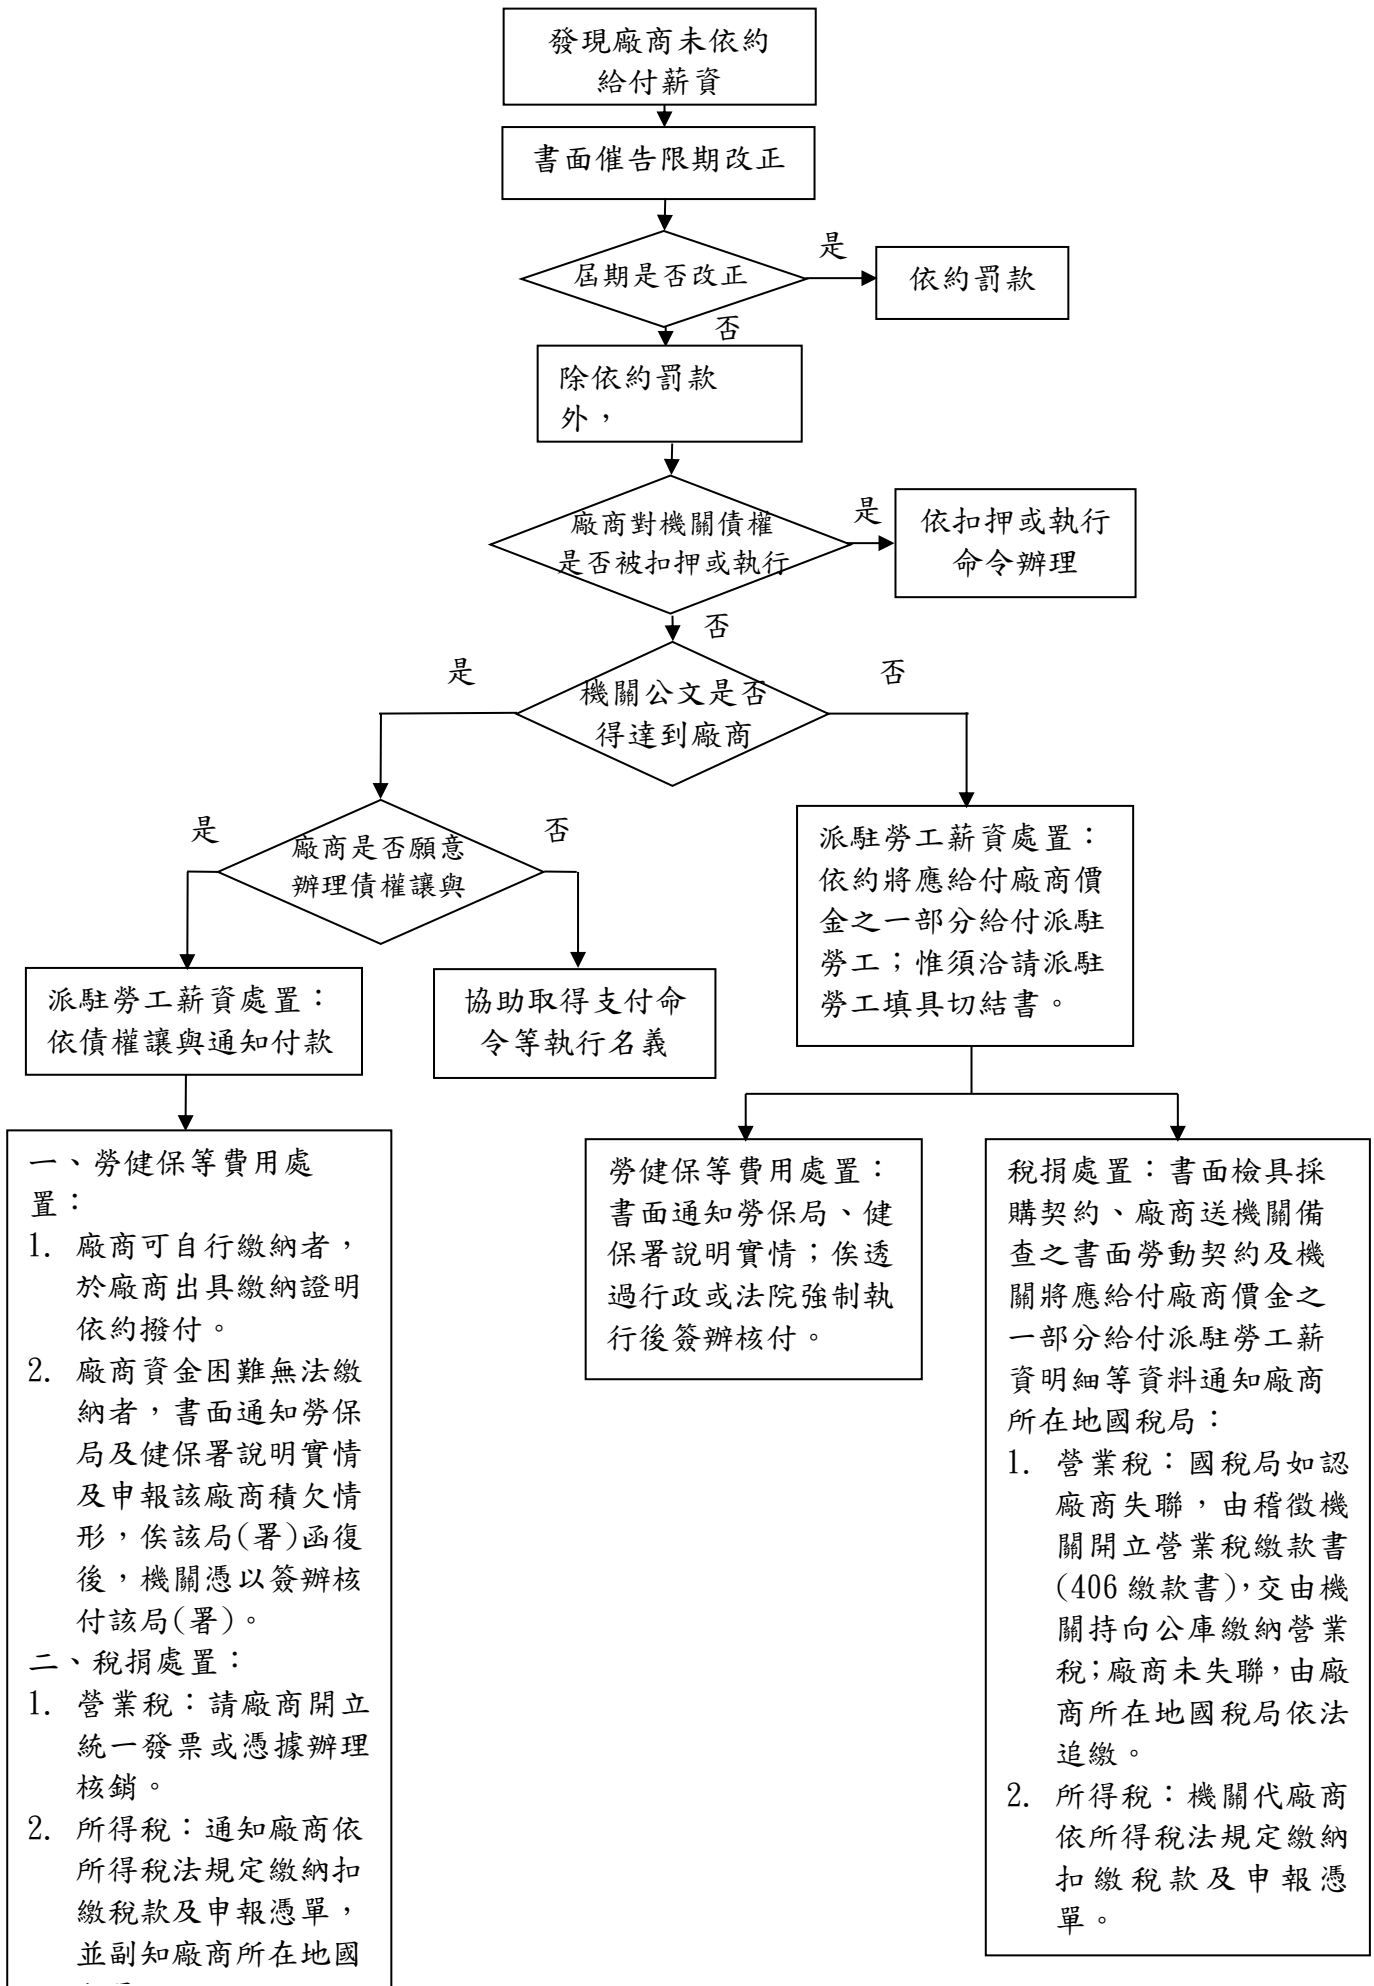 發現廠商未依約
給付薪資
書面催告限期改正
屆期是否改正
是
依約罰款
否
除依約罰款
外，
廠商對機關債權
是否被扣押或執行
是
依扣押或執行
命令辦理
否
機關公文是否
得達到廠商
是
否
廠商是否願意
辦理債權讓與
是
否
派駐勞工薪資處置：
依債權讓與通知付款
協助取得支付命
令等執行名義
派駐勞工薪資處置：
依約將應給付廠商價
金之一部分給付派駐
勞工；惟須洽請派駐
勞工填具切結書。
一、勞健保等費用處
置：
1. 廠商可自行繳納者，
於廠商出具繳納證明
依約撥付。
2. 廠商資金困難無法繳
納者，書面通知勞保
局及健保署說明實情
及申報該廠商積欠情
形，俟該局(署)函復
後，機關憑以簽辦核
付該局(署)。
二、稅捐處置：
1. 營業稅：請廠商開立
統一發票或憑據辦理
核銷。
2. 所得稅：通知廠商依
所得稅法規定繳納扣
繳稅款及申報憑單，
並副知廠商所在地國
勞健保等費用處置：
書面通知勞保局、健
保署說明實情；俟透
過行政或法院強制執
行後簽辦核付。
稅捐處置：書面檢具採
購契約、廠商送機關備
查之書面勞動契約及機
關將應給付廠商價金之
一部分給付派駐勞工薪
資明細等資料通知廠商
所在地國稅局：
1. 營業稅：國稅局如認
廠商失聯，由稽徵機
關開立營業稅繳款書
(406 繳款書)，交由機
關持向公庫繳納營業
稅；廠商未失聯，由廠
商所在地國稅局依法
追繳。
2. 所得稅：機關代廠商
依所得稅法規定繳納
扣繳稅款及申報憑
單。